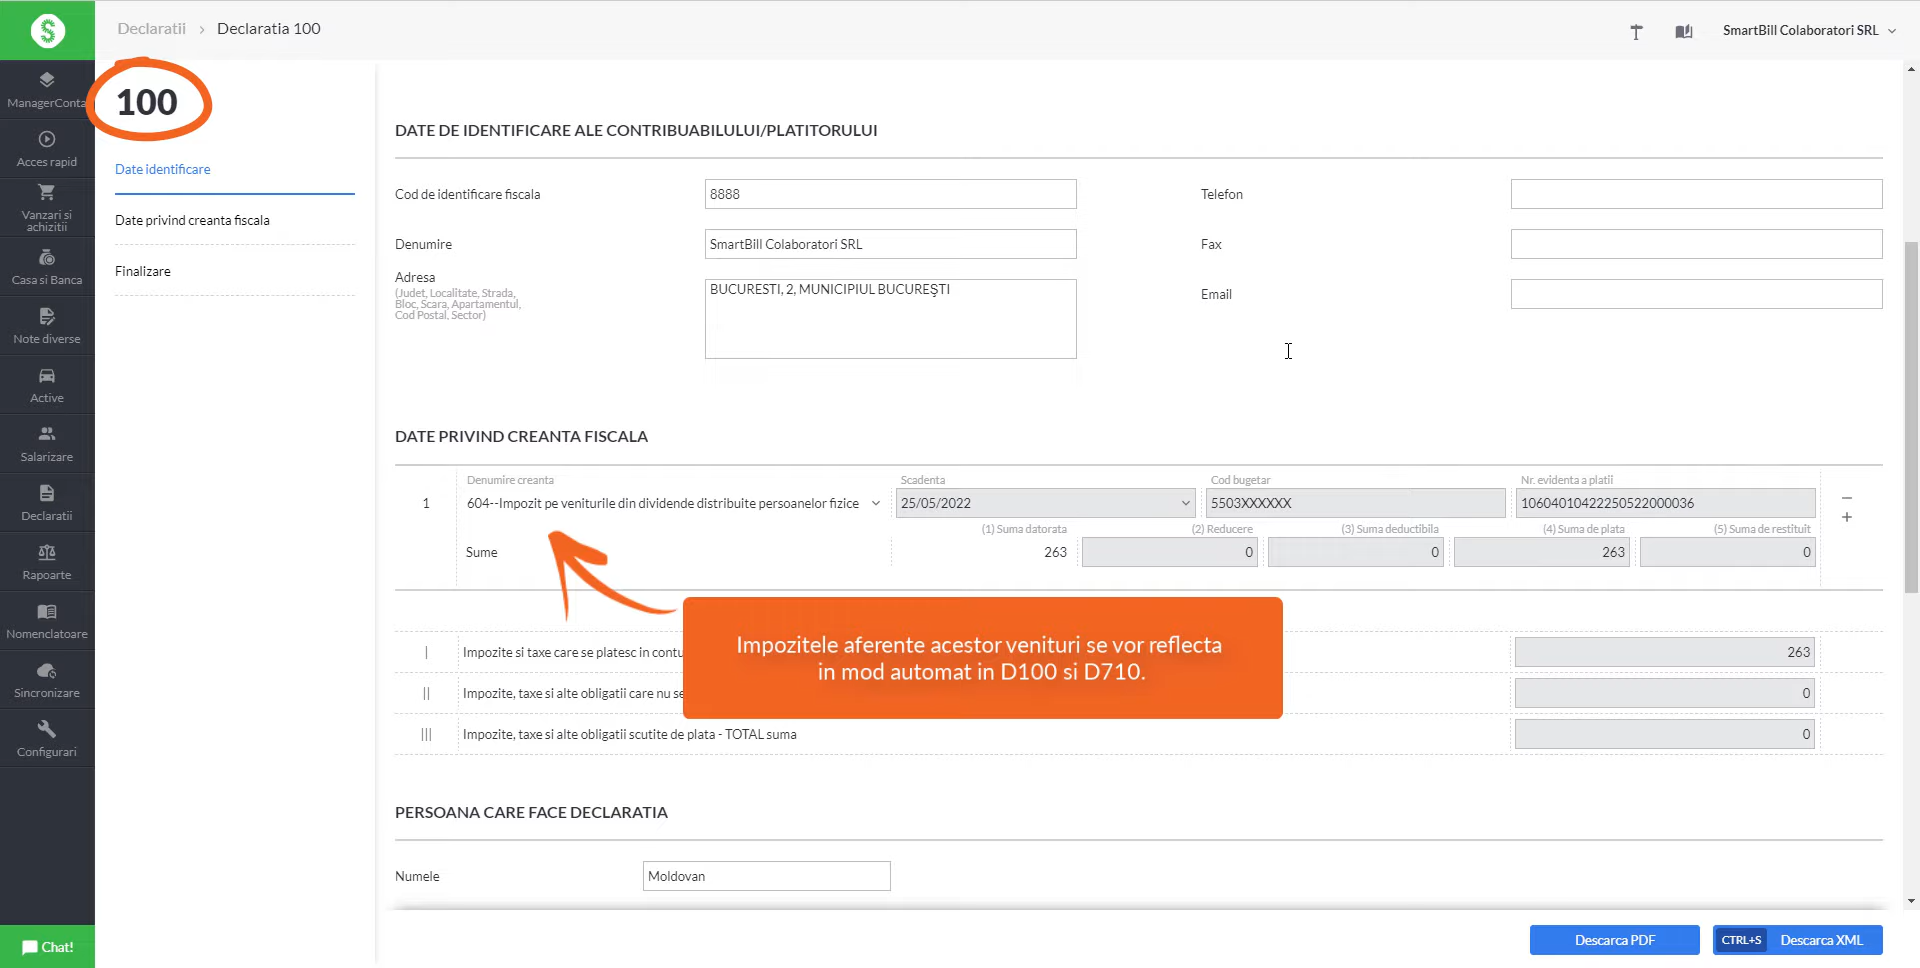 Declaratii › Declaratia 100
SmartBill Colaboratori SRL
ManagerConta
Acces rapid
Vanzari si
achizitii
Casa si Banca
Note diverse
Active
Salarizare
Declaratii
Rapoarte
Nomenclatoare
Sincronizare
Configurari
Chat!
100
Date identificare
Date privind creanta fiscala
Finalizare
DATE DE IDENTIFICARE ALE CONTRIBUABILULUI/PLATITORULUI
Cod de identificare fiscala 8888 Telefon
Denumire SmartBill Colaboratori SRL Fax
Adresa
(Judet, Localitate, Strada,
Bloc, Scara, Apartamentul,
Cod Postal, Sector)
BUCURESTI, 2, MUNICIPIUL BUCUREŞTI
Email
DATE PRIVIND CREANTA FISCALA
Denumire creanta Scadenta Cod bugetar Nr. evidenta a platii
1 604--Impozit pe veniturile din dividende distribuite persoanelor fizice 25/05/2022 5503XXXXXX 10604010422250522000036
(1) Suma datorata (2) Reducere (3) Suma deductibila (4) Suma de plata (5) Suma de restituit
Sume 263 0 0 263 0
Impozitele aferente acestor venituri se vor reflecta
in mod automat in D100 si D710.
| Impozite si taxe care se platesc in contu 263
|| Impozite, taxe si alte obligatii care nu se 0
||| Impozite, taxe si alte obligatii scutite de plata - TOTAL suma 0
PERSOANA CARE FACE DECLARATIA
Numele Moldovan
Descarca PDF
CTRL+S Descarca XML